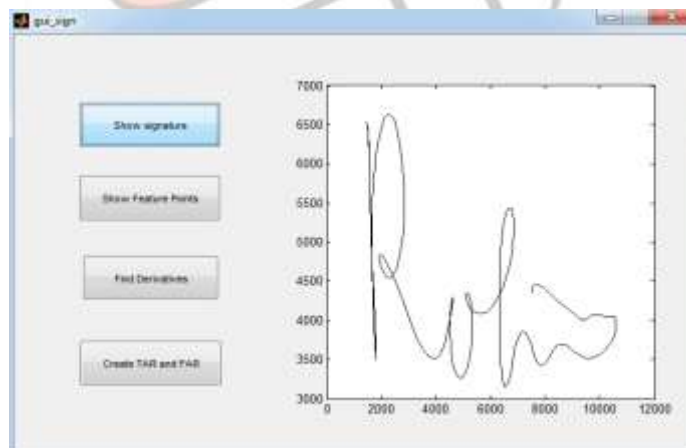 gui_sign
Show signature
Show Feature Points
Find Derivatives
Create TAR and FAR
7000
6500
6000
5500
5000
4500
4000
3500
3000
0 2000 4000 6000 8000 10000 12000